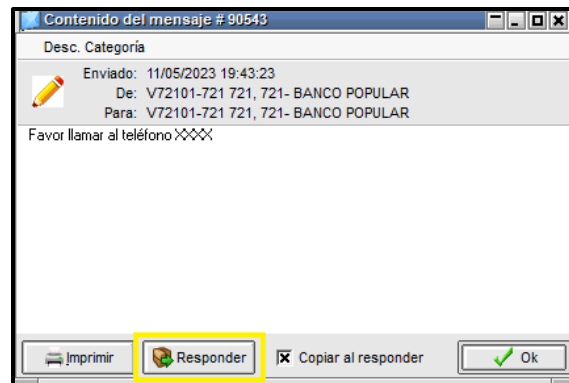 Contenido del mensaje # 90543
Desc. Categoría
Enviado: 11/05/2023 19:43:23
De: V72101-721 721, 721- BANCO POPULAR
Para: V72101-721 721, 721- BANCO POPULAR
Favor llamar al teléfono XXXX
Imprimir Responder Copiar al responder Ok